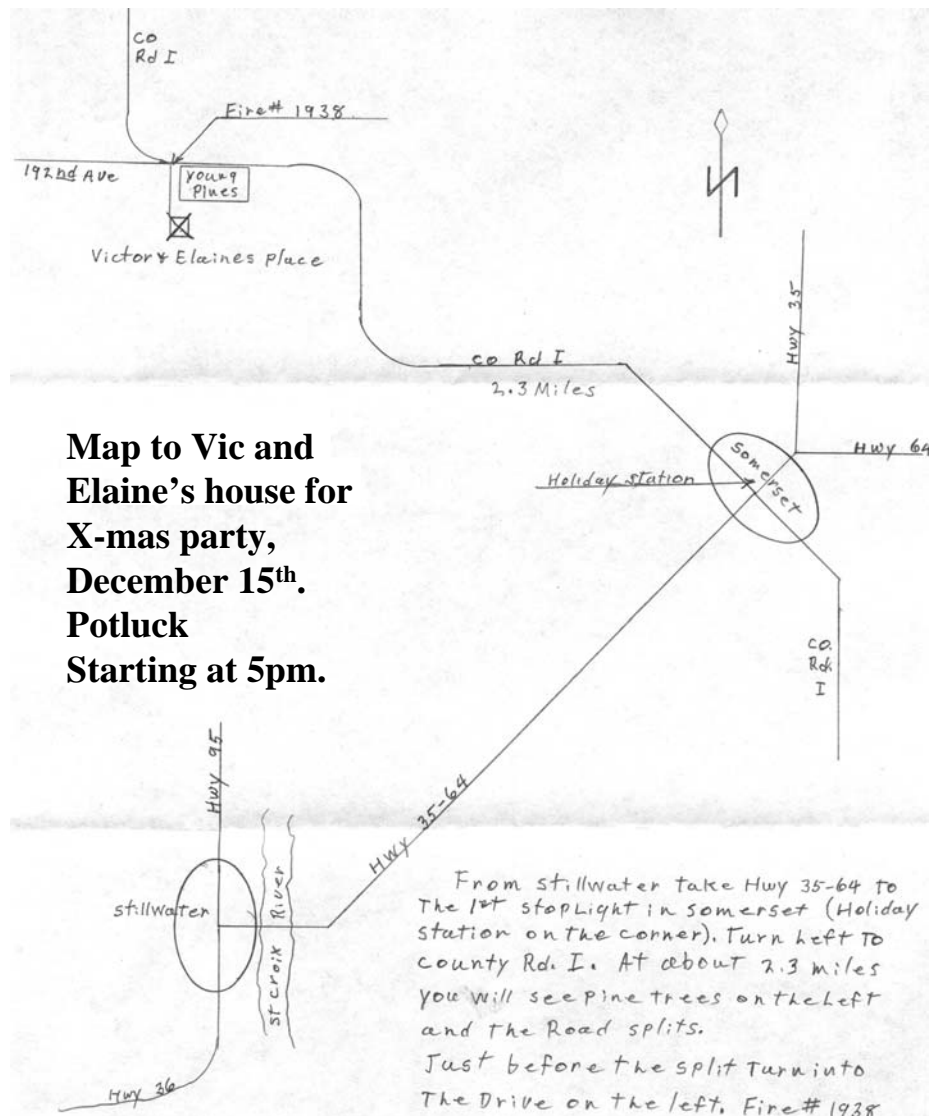 CO
Rd I
Fire# 1938
192nd Ave
Young
Pines
Victor & Elaines Place
N
Hwy 35
CO Rd I
2.3 Miles
Hwy 64
Somerset
Holiday Station
Map to Vic and
Elaine’s house for
X-mas party,
December 15th.
Potluck
Starting at 5pm.
CO.
Rd.
I
Hwy 95
Hwy 35-64
stillwater
St Croix River
Hwy 36
From stillwater take Hwy 35-64 to
The 1st stopLight in somerset (Holiday
station on the corner). Turn Left To
county Rd. I. At about 2.3 miles
you will see pine trees on the Left
and the Road splits.
Just before the split Turn into
The Drive on the left. Fire # 1938